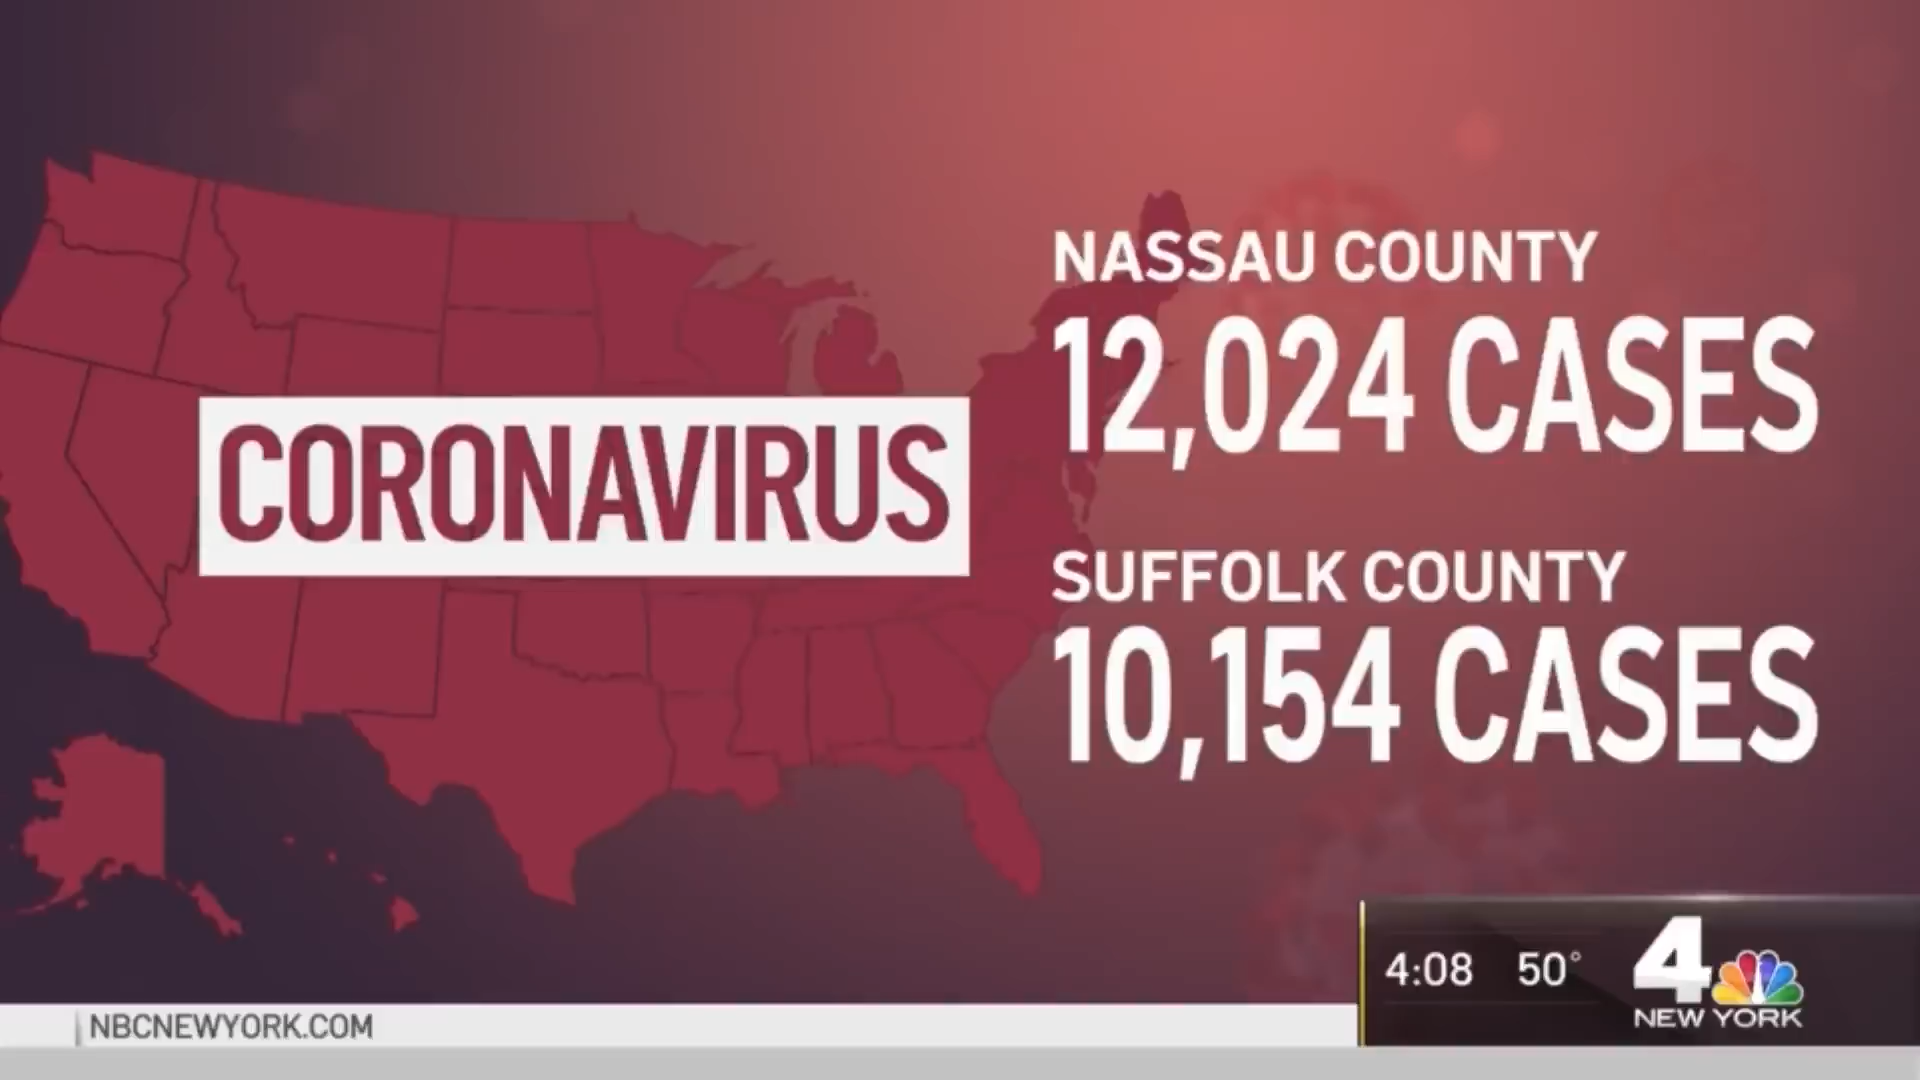 CORONAVIRUS
NASSAU COUNTY
12,024 CASES
SUFFOLK COUNTY
10,154 CASES
4:08 50°
4
NEW YORK
NBCNEWYORK.COM